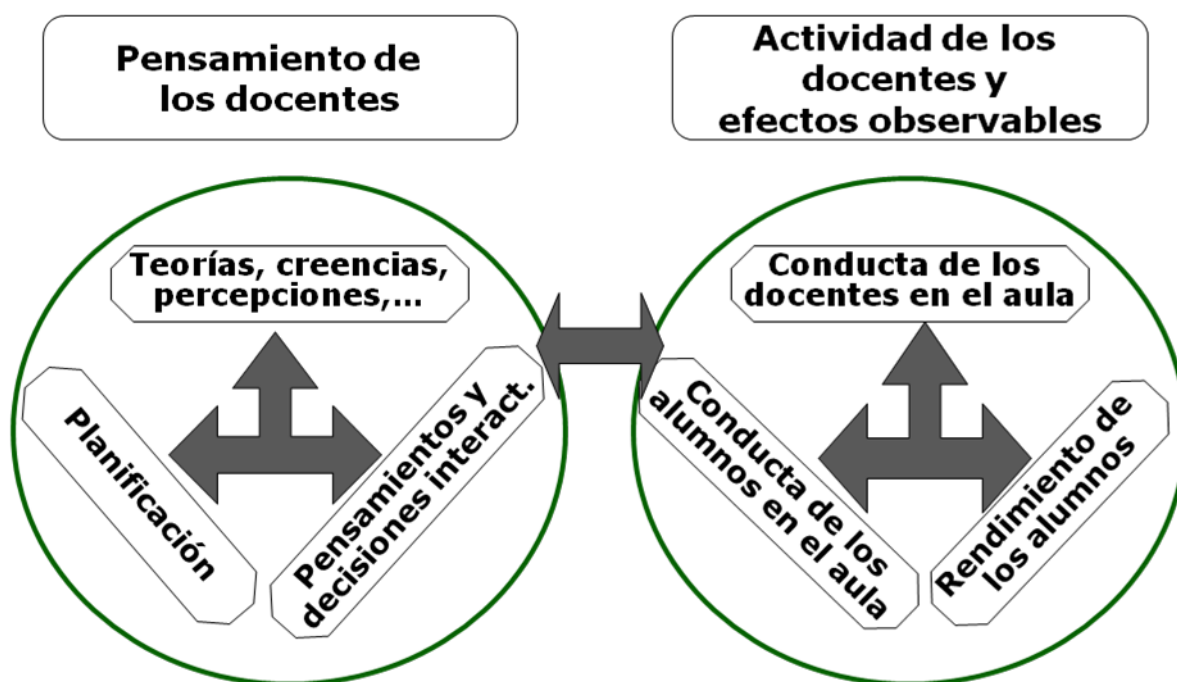 Pensamiento de
los docentes
Actividad de los
docentes y
efectos observables
Teorías, creencias,
percepciones,...
Planificación
Pensamientos y
decisiones interact.
Conducta de los
docentes en el aula
Conducta de los
alumnos en el aula
Rendimiento de
los alumnos